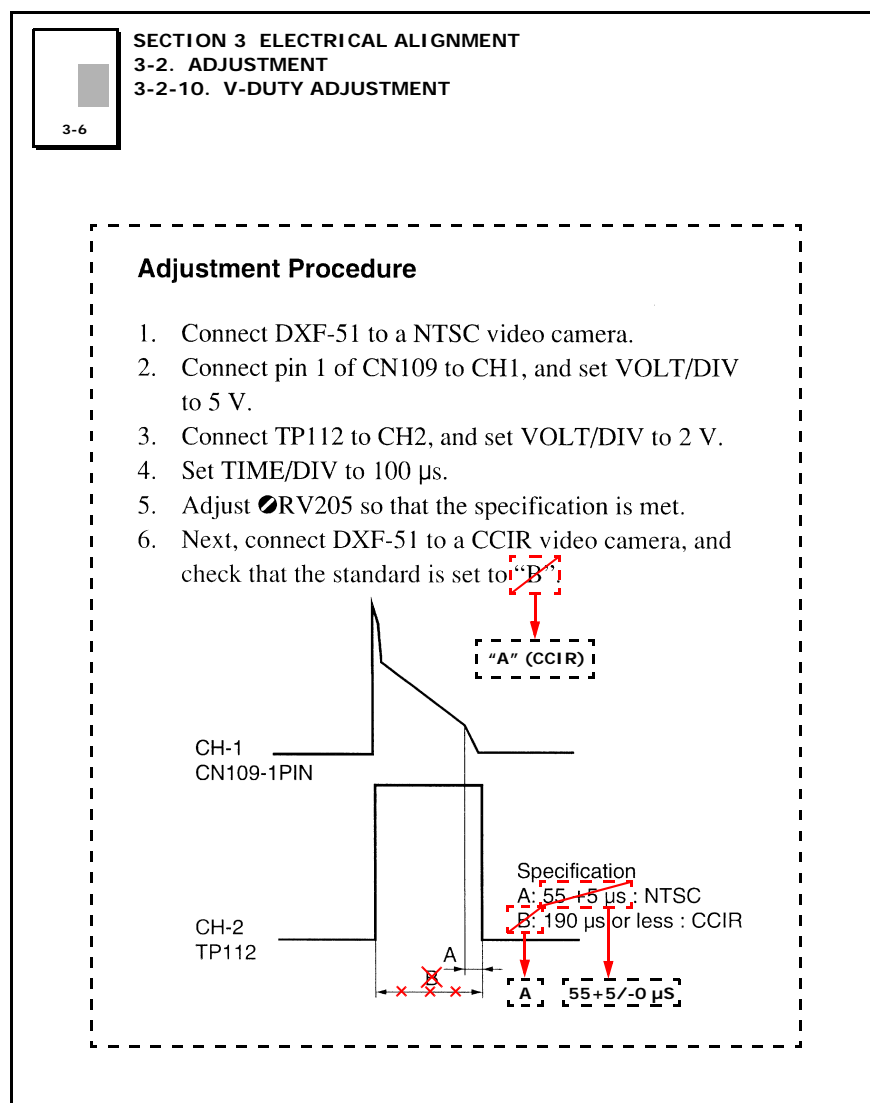 SECTION 3 ELECTRICAL ALIGNMENT
3-2. ADJUSTMENT
3-2-10. V-DUTY ADJUSTMENT
3-6
Adjustment Procedure
1. Connect DXF-51 to a NTSC video camera.
2. Connect pin 1 of CN109 to CH1, and set VOLT/DIV
to 5 V.
3. Connect TP112 to CH2, and set VOLT/DIV to 2 V.
4. Set TIME/DIV to 100 µs.
5. Adjust RV205 so that the specification is met.
6. Next, connect DXF-51 to a CCIR video camera, and
check that the standard is set to “B”.
“A” (CCIR)
CH-1
CN109-1PIN
Specification
A: 55 +5 µs : NTSC
B: 190 µs or less : CCIR
CH-2
TP112
A
B
A
55+5/-0 µS